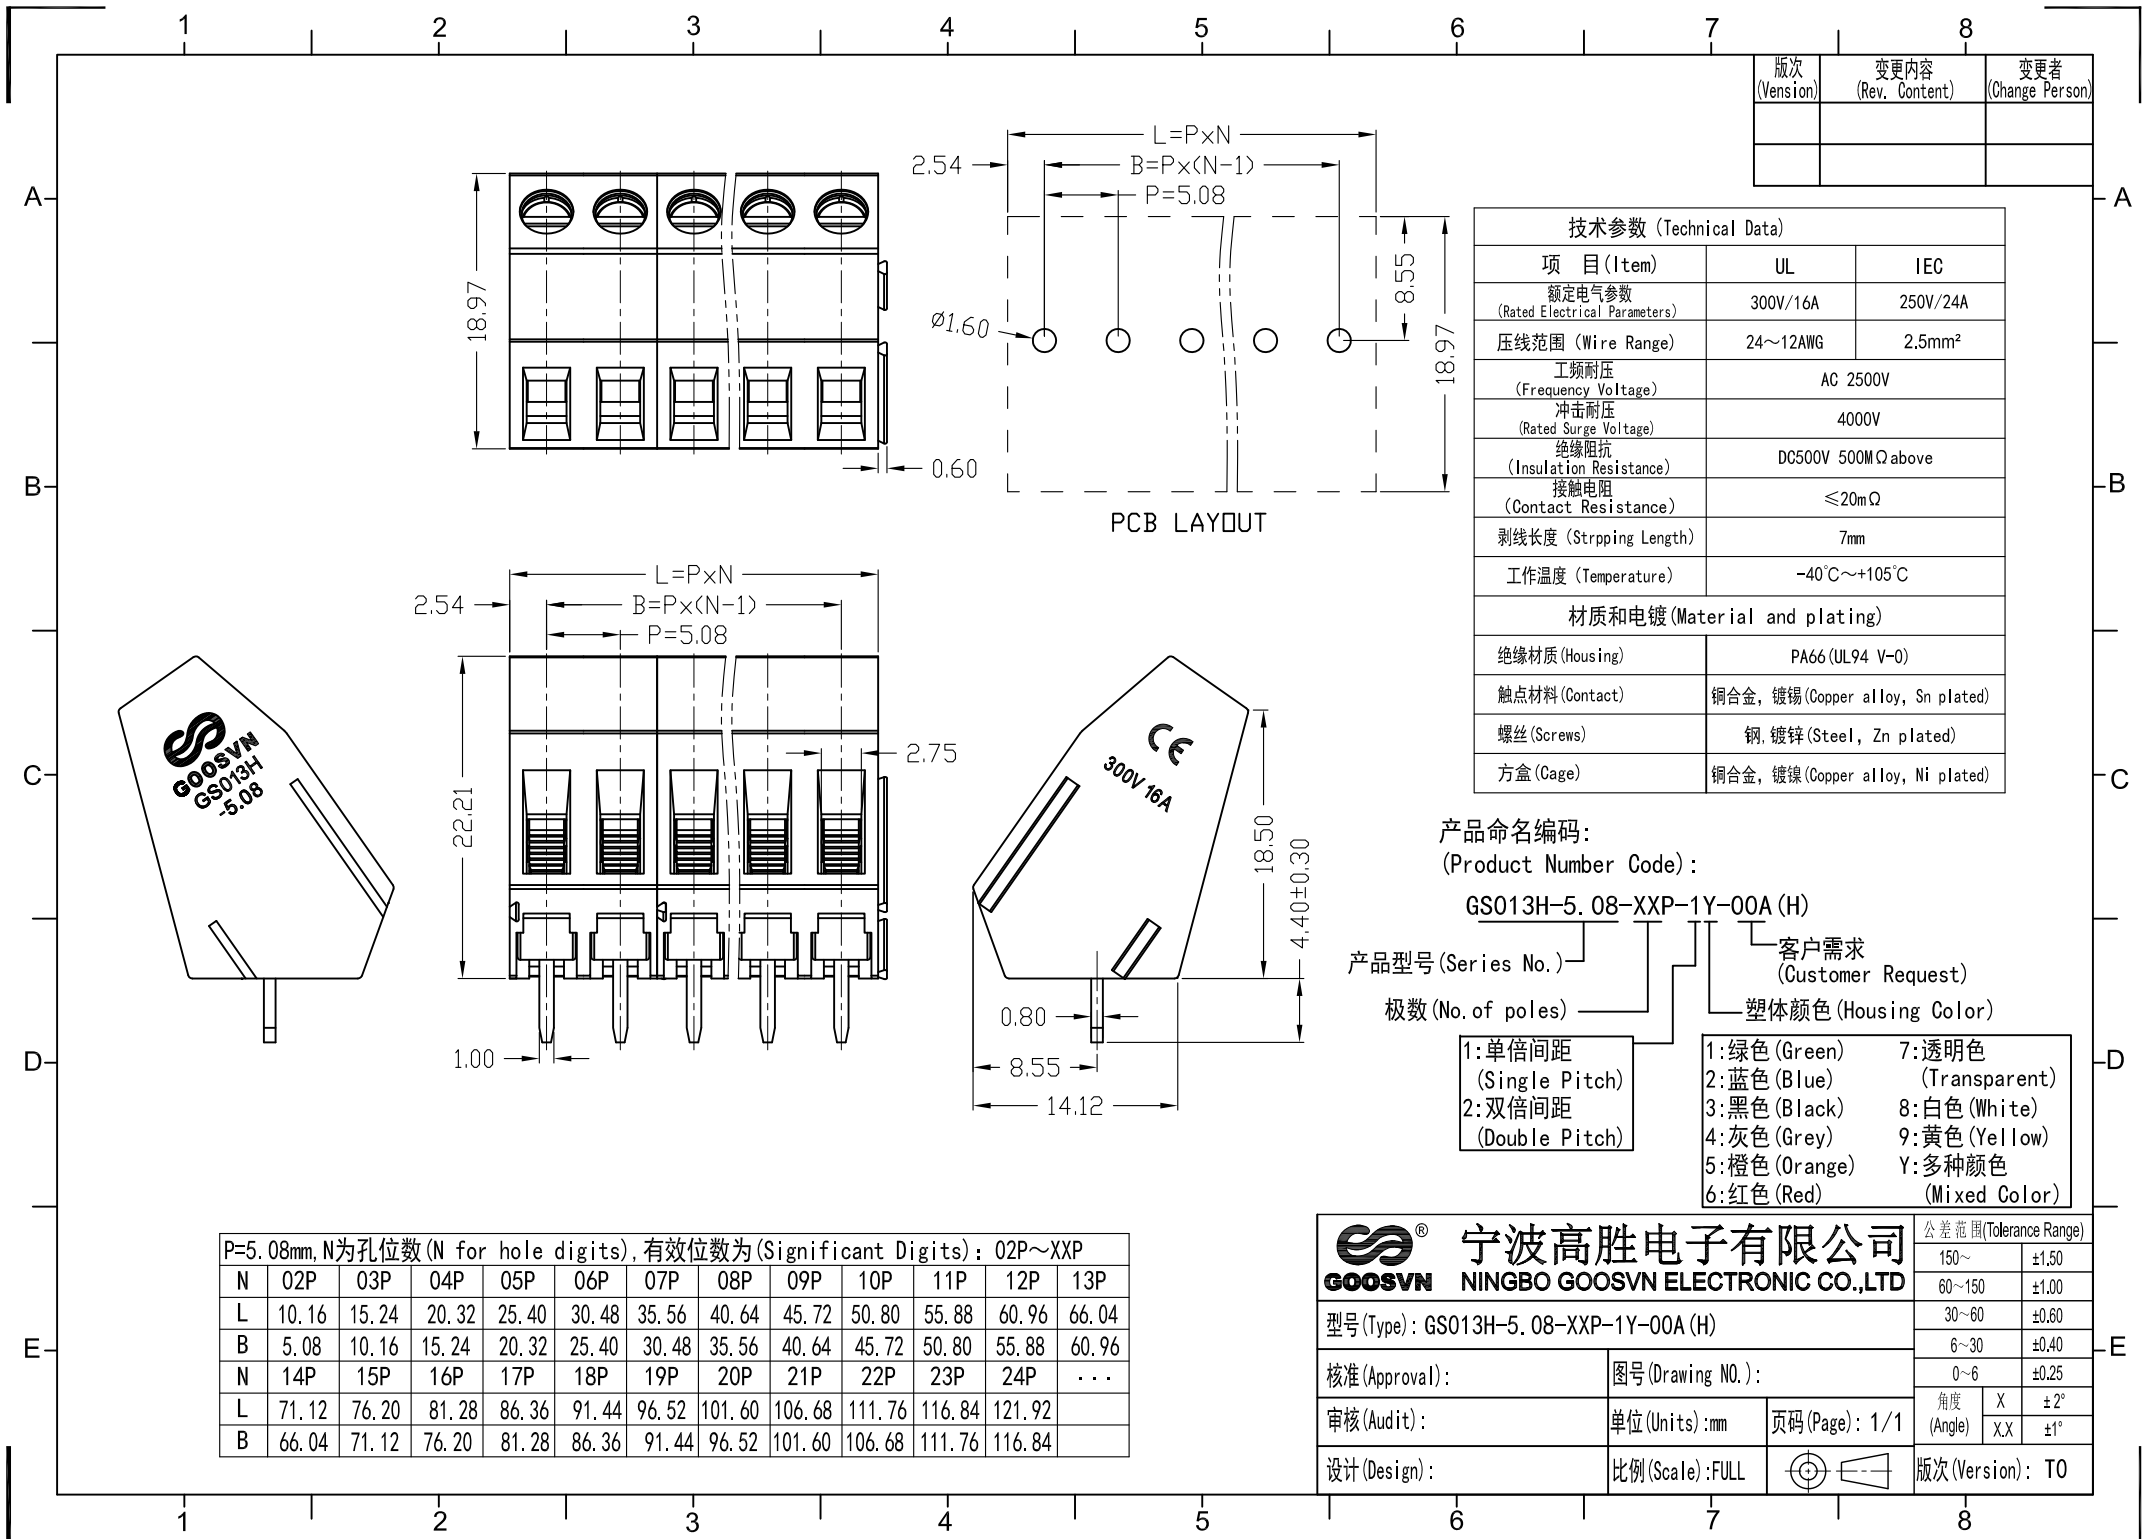 1 2 3 4 5 6 7 8
版次 变更内容 变更者
(Vension) (Rev. Content) (Change Person)
A A
B B
C C
D D
E E
L=PxN
2.54 B=Px(N-1)
P=5.08
18.97
0.60
Ø1.60
8.55
18.97
PCB LAYOUT
L=PxN
2.54 B=Px(N-1)
P=5.08
22.21
2.75
1.00
GOOSVN
GS013H
-5.08
CE
300V 16A
18.50
4.40±0.30
0.80
8.55
14.12
技术参数 (Technical Data)
项 目(Item) UL IEC
额定电气参数
(Rated Electrical Parameters) 300V/16A 250V/24A
压线范围 (Wire Range) 24～12AWG 2.5mm²
工频耐压
(Frequency Voltage) AC 2500V
冲击耐压
(Rated Surge Voltage) 4000V
绝缘阻抗
(Insulation Resistance) DC500V 500MΩabove
接触电阻
(Contact Resistance) ≤20mΩ
剥线长度 (Strpping Length) 7mm
工作温度 (Temperature) -40℃～+105℃
材质和电镀(Material and plating)
绝缘材质(Housing) PA66(UL94 V-0)
触点材料(Contact) 铜合金, 镀锡(Copper alloy, Sn plated)
螺丝(Screws) 钢,镀锌(Steel, Zn plated)
方盒(Cage) 铜合金, 镀镍(Copper alloy, Ni plated)
产品命名编码:
(Product Number Code):
GS013H-5.08-XXP-1Y-00A(H)
产品型号(Series No.)
客户需求
(Customer Request)
极数(No.of poles)
塑体颜色(Housing Color)
1:单倍间距
(Single Pitch)
2:双倍间距
(Double Pitch)
1:绿色(Green) 7:透明色
2:蓝色(Blue) (Transparent)
3:黑色(Black) 8:白色(White)
4:灰色(Grey) 9:黄色(Yellow)
5:橙色(Orange) Y:多种颜色
6:红色(Red) (Mixed Color)
P=5.08mm,N为孔位数(N for hole digits),有效位数为(Significant Digits): 02P～XXP
N 02P 03P 04P 05P 06P 07P 08P 09P 10P 11P 12P 13P
L 10.16 15.24 20.32 25.40 30.48 35.56 40.64 45.72 50.80 55.88 60.96 66.04
B 5.08 10.16 15.24 20.32 25.40 30.48 35.56 40.64 45.72 50.80 55.88 60.96
N 14P 15P 16P 17P 18P 19P 20P 21P 22P 23P 24P ...
L 71.12 76.20 81.28 86.36 91.44 96.52 101.60 106.68 111.76 116.84 121.92
B 66.04 71.12 76.20 81.28 86.36 91.44 96.52 101.60 106.68 111.76 116.84
® 宁波高胜电子有限公司
GOOSVN NINGBO GOOSVN ELECTRONIC CO.,LTD
型号(Type): GS013H-5.08-XXP-1Y-00A(H)
核准(Approval): 图号(Drawing NO.):
审核(Audit): 单位(Units):mm 页码(Page): 1/1
设计(Design): 比例(Scale):FULL
公差范围(Tolerance Range)
150～ ±1.50
60～150 ±1.00
30～60 ±0.60
6～30 ±0.40
0～6 ±0.25
角度 X ±2°
(Angle) X.X ±1°
版次(Version): T0
1 2 3 4 5 6 7 8